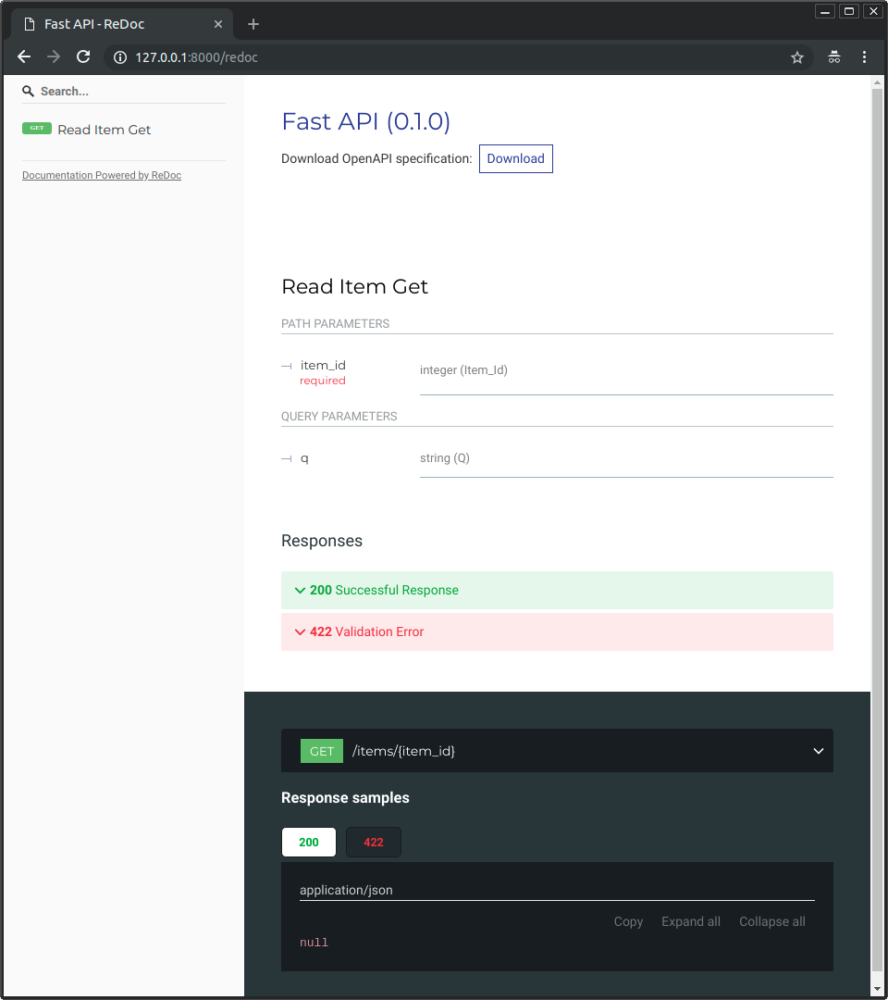 Fast API - ReDoc
127.0.0.1:8000/redoc
Search...
GET Read Item Get
Documentation Powered by ReDoc
Fast API (0.1.0)
Download OpenAPI specification: Download
Read Item Get
PATH PARAMETERS
item_id
required
integer (Item_Id)
QUERY PARAMETERS
q
string (Q)
Responses
200 Successful Response
422 Validation Error
GET /items/{item_id}
Response samples
200 422
application/json
Copy Expand all Collapse all
null